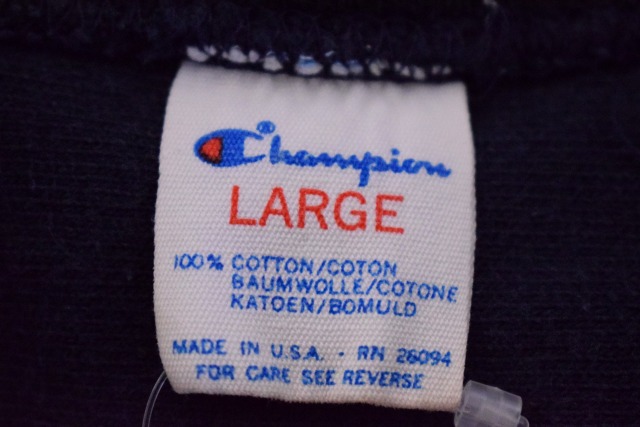 Champion®
LARGE
100% COTTON/COTON
BAUMWOLLE/COTONE
KATOEN/BOMULD
MADE IN U.S.A. - RN 26094
FOR CARE SEE REVERSE